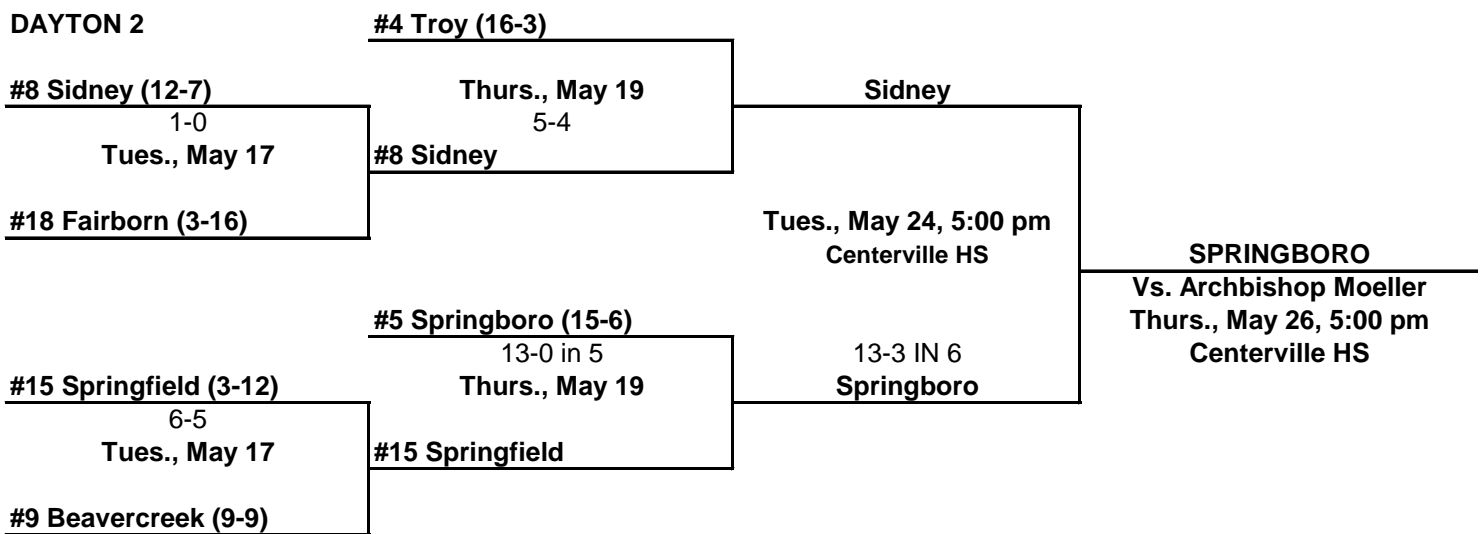 DAYTON 2
#4 Troy (16-3)
#8 Sidney (12-7)
Thurs., May 19
Sidney
1-0
5-4
Tues., May 17
#8 Sidney
#18 Fairborn (3-16)
Tues., May 24, 5:00 pm
Centerville HS
SPRINGBORO
Vs. Archbishop Moeller
#5 Springboro (15-6)
Thurs., May 26, 5:00 pm
13-0 in 5
13-3 IN 6
Centerville HS
#15 Springfield (3-12)
Thurs., May 19
Springboro
6-5
Tues., May 17
#15 Springfield
#9 Beavercreek (9-9)